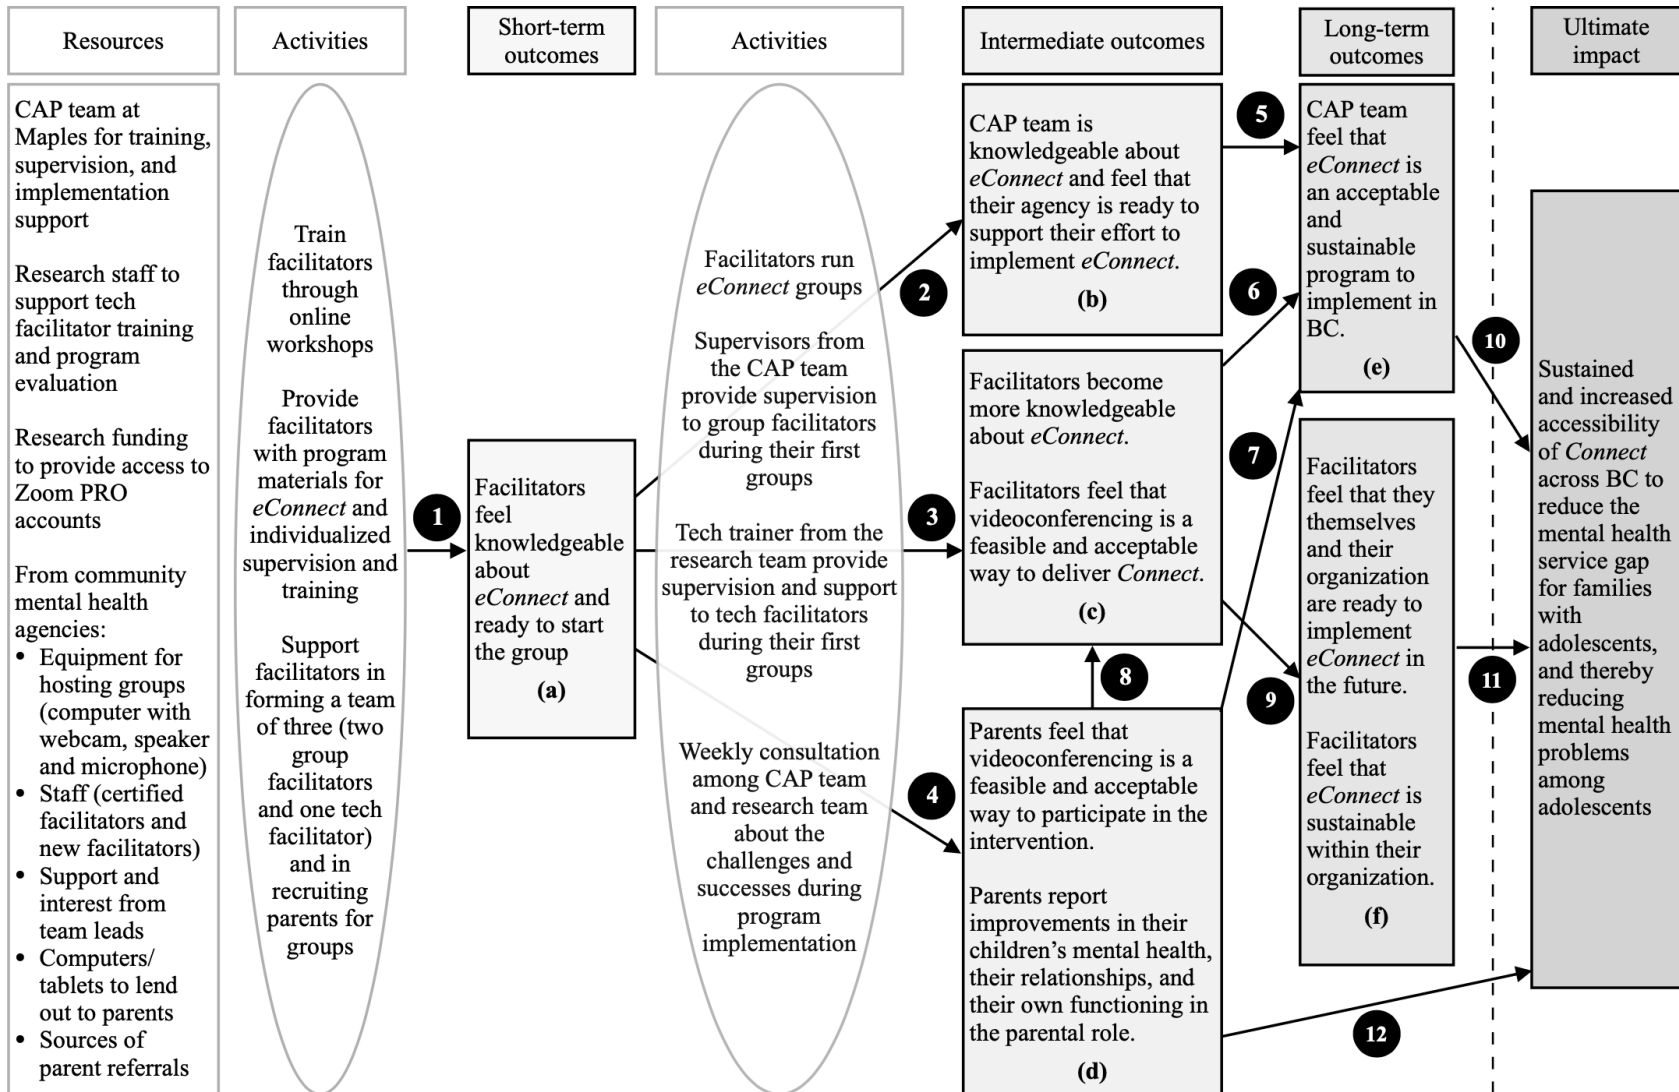 Resources
Activities
Short-term
outcomes
Activities
Intermediate outcomes
Long-term
outcomes
Ultimate
impact
CAP team at
Maples for training,
supervision, and
implementation
support
Research staff to
support tech
facilitator training
and program
evaluation
Research funding
to provide access to
Zoom PRO
accounts
From community
mental health
agencies:
• Equipment for
hosting groups
(computer with
webcam, speaker
and microphone)
• Staff (certified
facilitators and
new facilitators)
• Support and
interest from
team leads
• Computers/
tablets to lend
out to parents
• Sources of
parent referrals
Train
facilitators
through
online
workshops
Provide
facilitators
with program
materials for
eConnect and
individualized
supervision and
training
Support
facilitators in
forming a team
of three (two
group
facilitators
and one tech
facilitator)
and in
recruiting
parents for
groups
1
Facilitators
feel
knowledgeable
about
eConnect and
ready to start
the group
(a)
Facilitators run
eConnect groups
Supervisors from
the CAP team
provide supervision
to group facilitators
during their first
groups
Tech trainer from the
research team provide
supervision and support
to tech facilitators
during their first
groups
Weekly consultation
among CAP team
and research team
about the
challenges and
successes during
program
implementation
2
3
4
CAP team is
knowledgeable about
eConnect and feel that
their agency is ready to
support their effort to
implement eConnect.
(b)
Facilitators become
more knowledgeable
about eConnect.
Facilitators feel that
videoconferencing is a
feasible and acceptable
way to deliver Connect.
(c)
8
Parents feel that
videoconferencing is a
feasible and acceptable
way to participate in the
intervention.
Parents report
improvements in their
children’s mental health,
their relationships, and
their own functioning in
the parental role.
(d)
5
6
7
9
CAP team
feel that
eConnect is
an acceptable
and
sustainable
program to
implement in
BC.
(e)
Facilitators
feel that they
themselves
and their
organization
are ready to
implement
eConnect in
the future.
Facilitators
feel that
eConnect is
sustainable
within their
organization.
(f)
10
11
12
Sustained
and increased
accessibility
of Connect
across BC to
reduce the
mental health
service gap
for families
with
adolescents,
and thereby
reducing
mental health
problems
among
adolescents